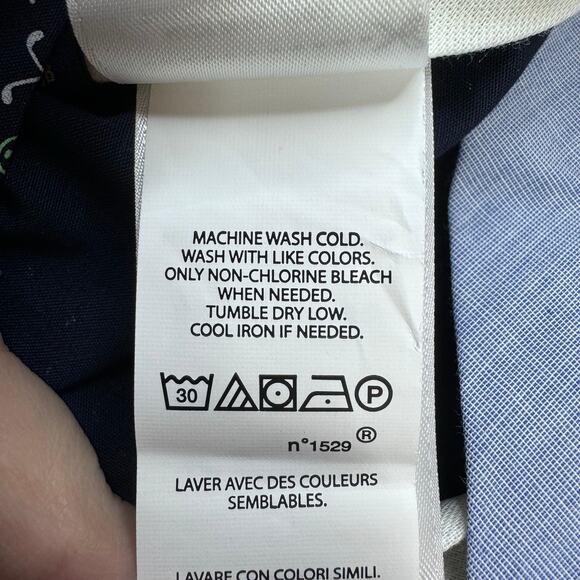 MACHINE WASH COLD.
WASH WITH LIKE COLORS.
ONLY NON-CHLORINE BLEACH
WHEN NEEDED.
TUMBLE DRY LOW.
COOL IRON IF NEEDED.
30 P
n°1529 ®
LAVER AVEC DES COULEURS
SEMBLABLES.
LAVARE CON COLORI SIMILI.